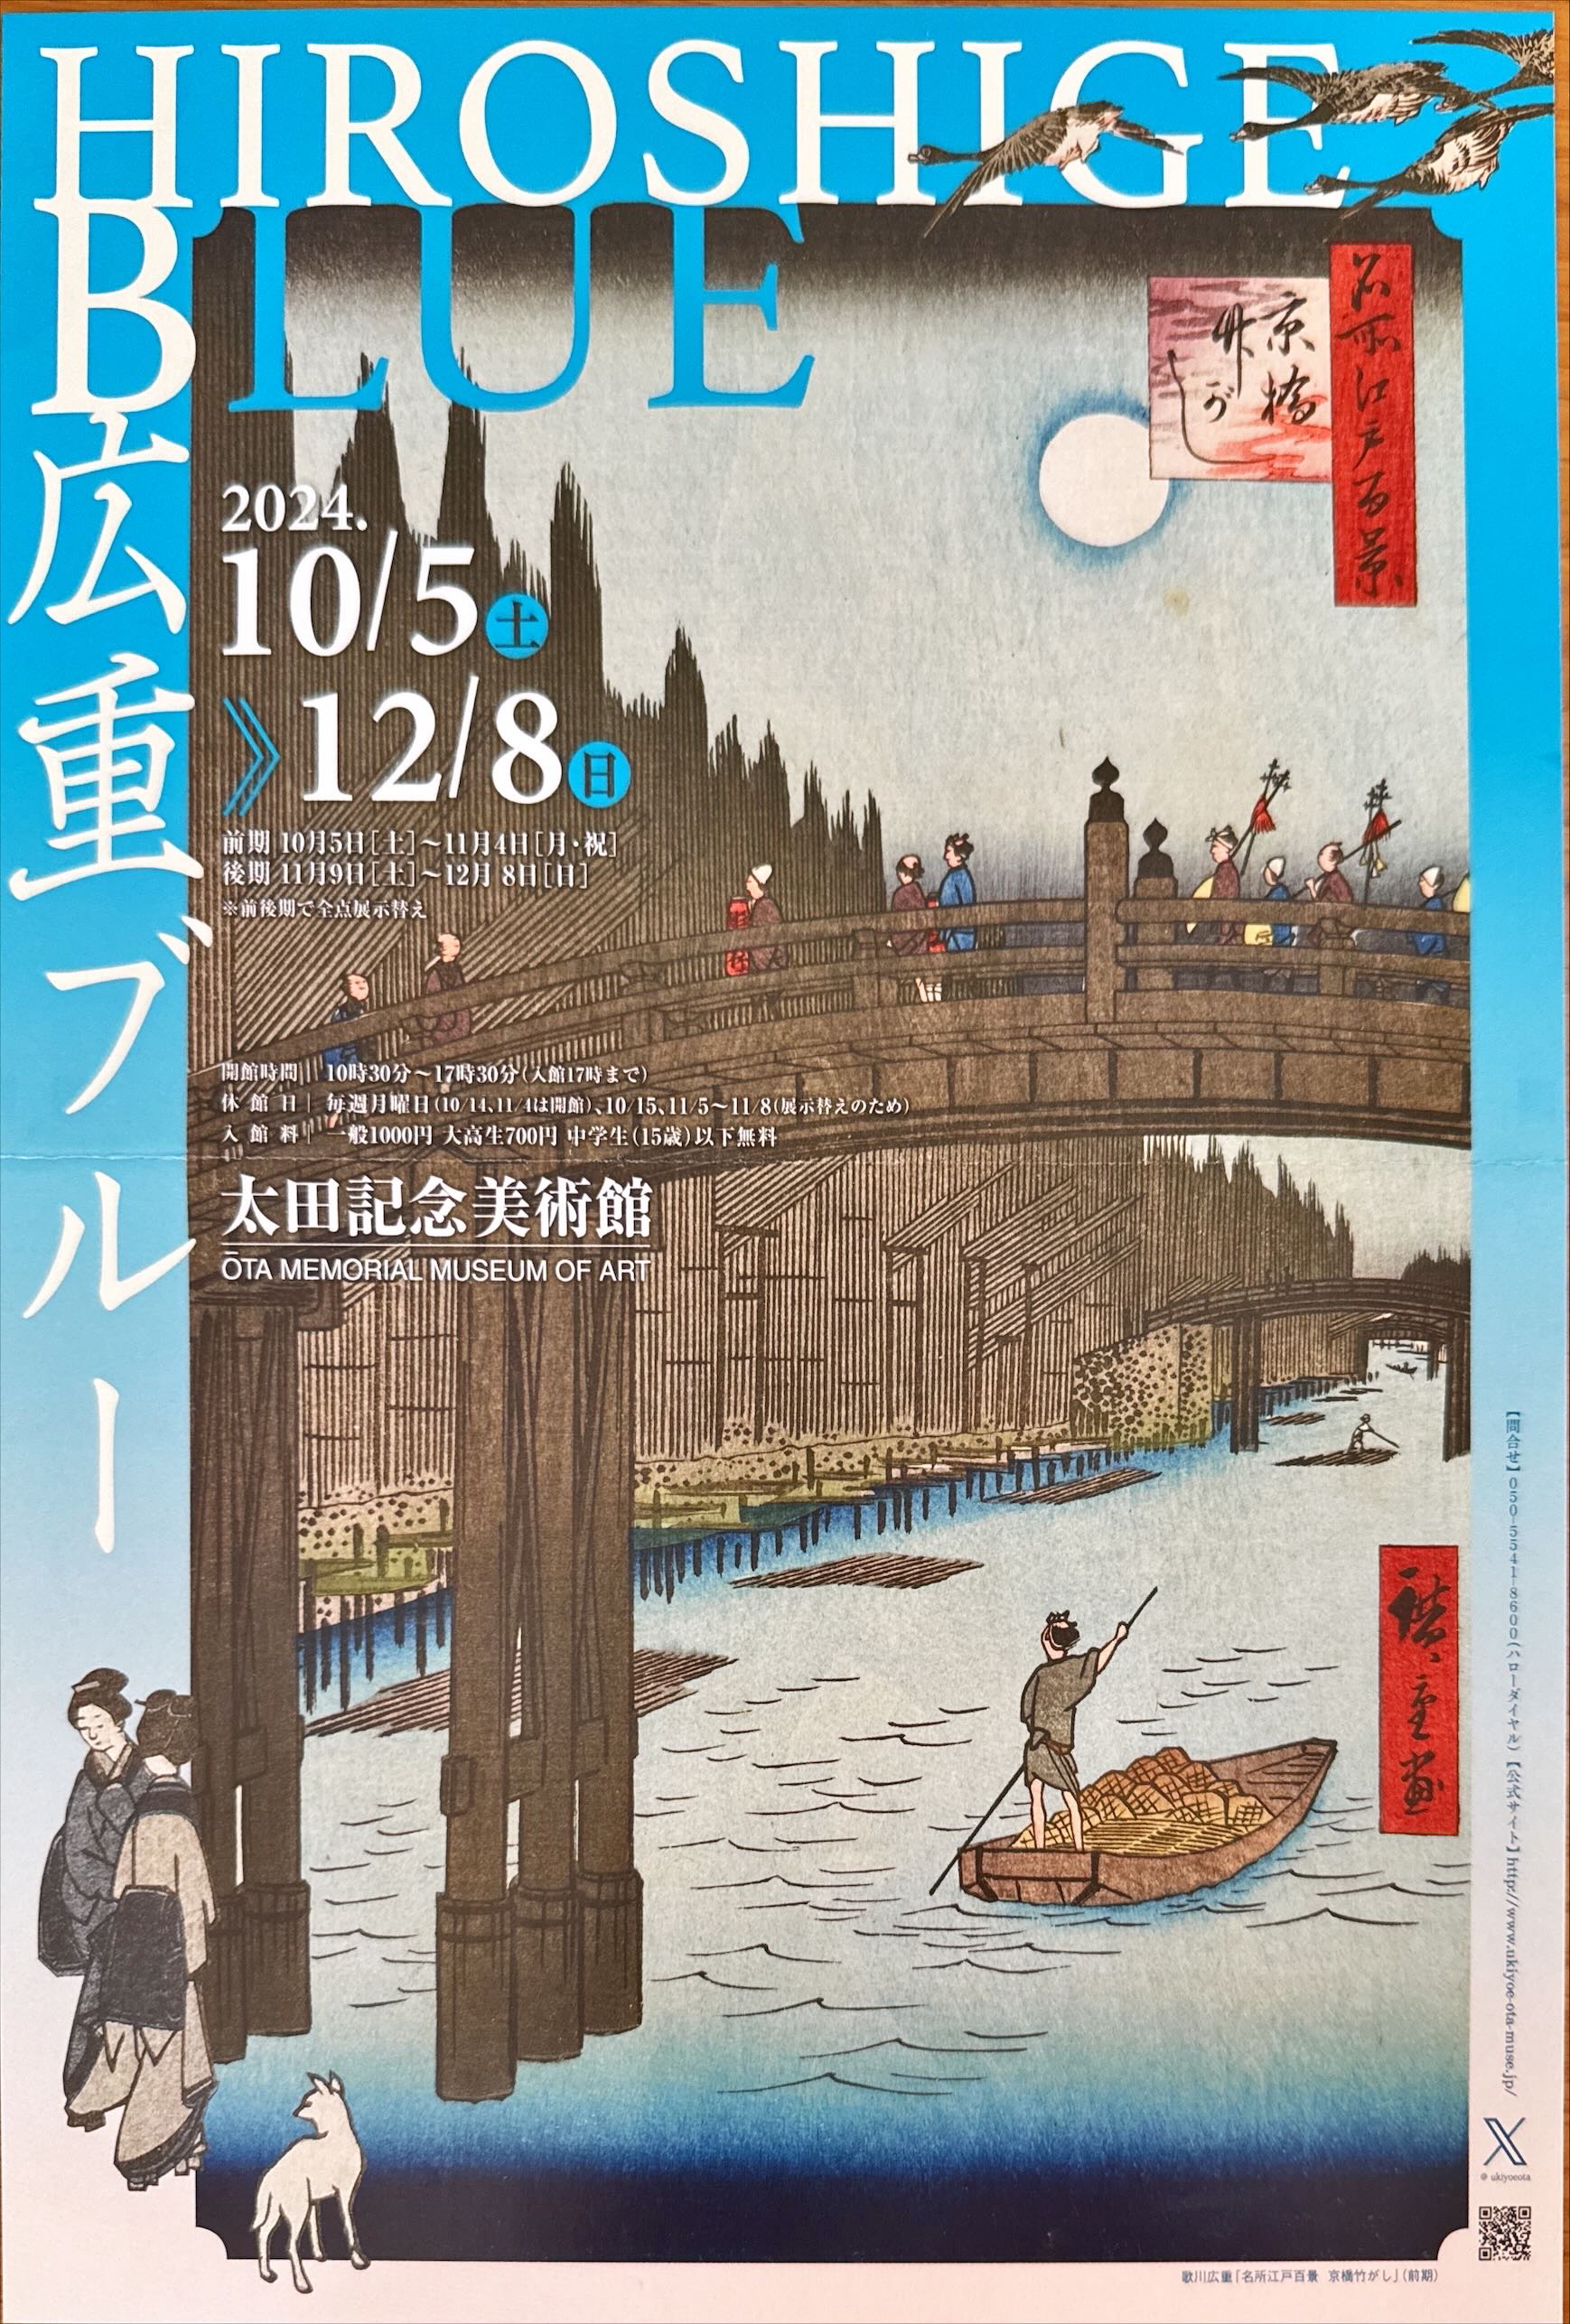 HIROSHIGE
BLUE
広重ブルー
名所江戸百景
京橋
竹がし
2024.
10/5土
12/8日
前期 10月5日[土]～11月4日[月・祝]
後期 11月9日[土]～12月 8日[日]
※前後期で全点展示替え
開館時間| 10時30分～17時30分(入館17時まで)
休館日| 毎週月曜日(10/14、11/4は開館)、10/15、11/5～11/8(展示替えのため)
入館料| 一般1000円 大高生700円 中学生(15歳)以下無料
太田記念美術館
ŌTA MEMORIAL MUSEUM OF ART
廣重画
【問合せ】050-5541-8600(ハローダイヤル)【公式サイト】http://www.ukiyoe-ota-muse.jp/
X
@ukiyoeota
歌川広重「名所江戸百景 京橋竹がし」(前期)